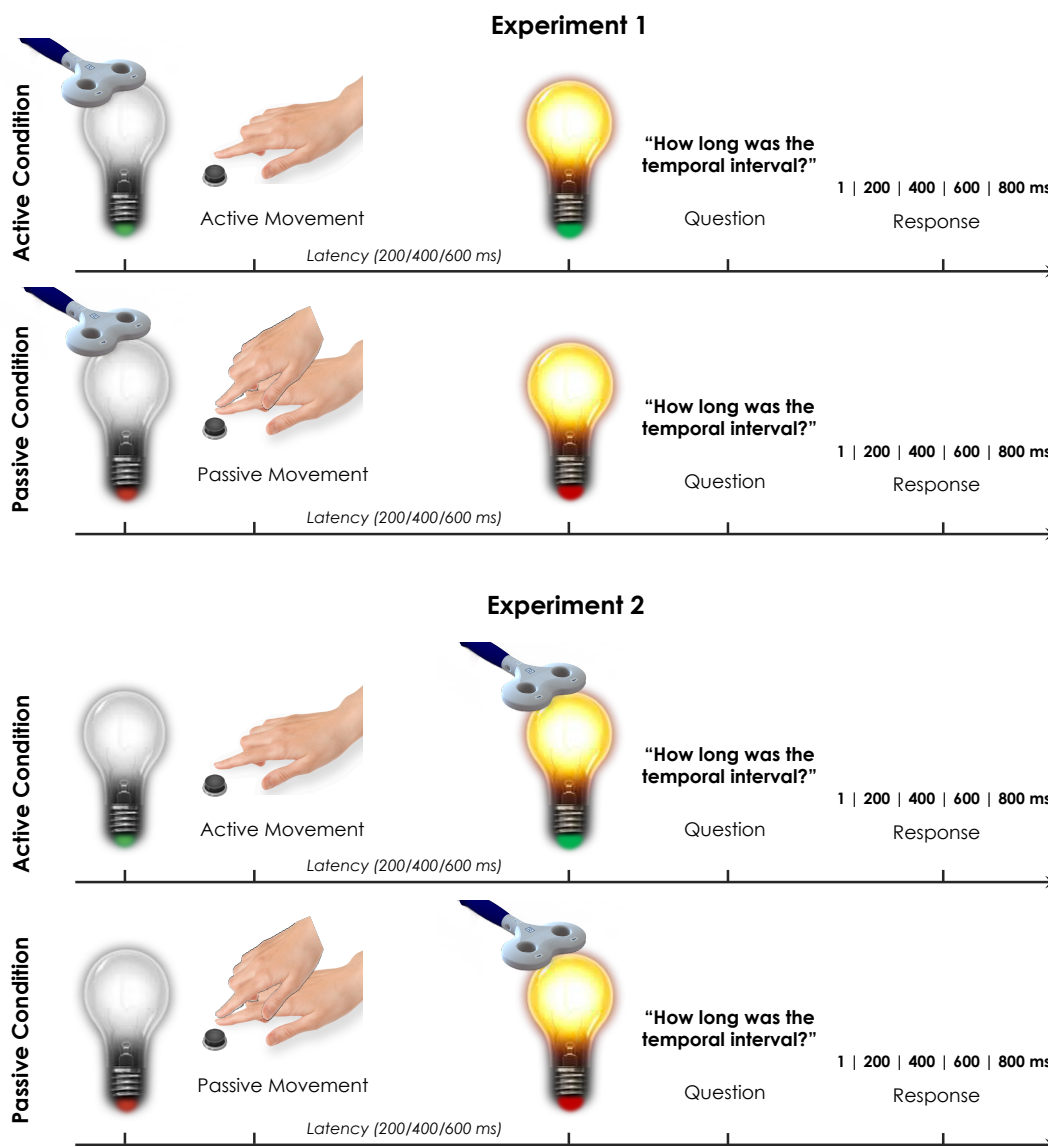 Experiment 1
Active Condition
“How long was the
temporal interval?”
1 | 200 | 400 | 600 | 800 ms
Active Movement
Question
Response
Latency (200/400/600 ms)
Passive Condition
“How long was the
temporal interval?”
1 | 200 | 400 | 600 | 800 ms
Passive Movement
Question
Response
Latency (200/400/600 ms)
Experiment 2
Active Condition
“How long was the
temporal interval?”
1 | 200 | 400 | 600 | 800 ms
Active Movement
Question
Response
Latency (200/400/600 ms)
Passive Condition
“How long was the
temporal interval?”
1 | 200 | 400 | 600 | 800 ms
Passive Movement
Question
Response
Latency (200/400/600 ms)